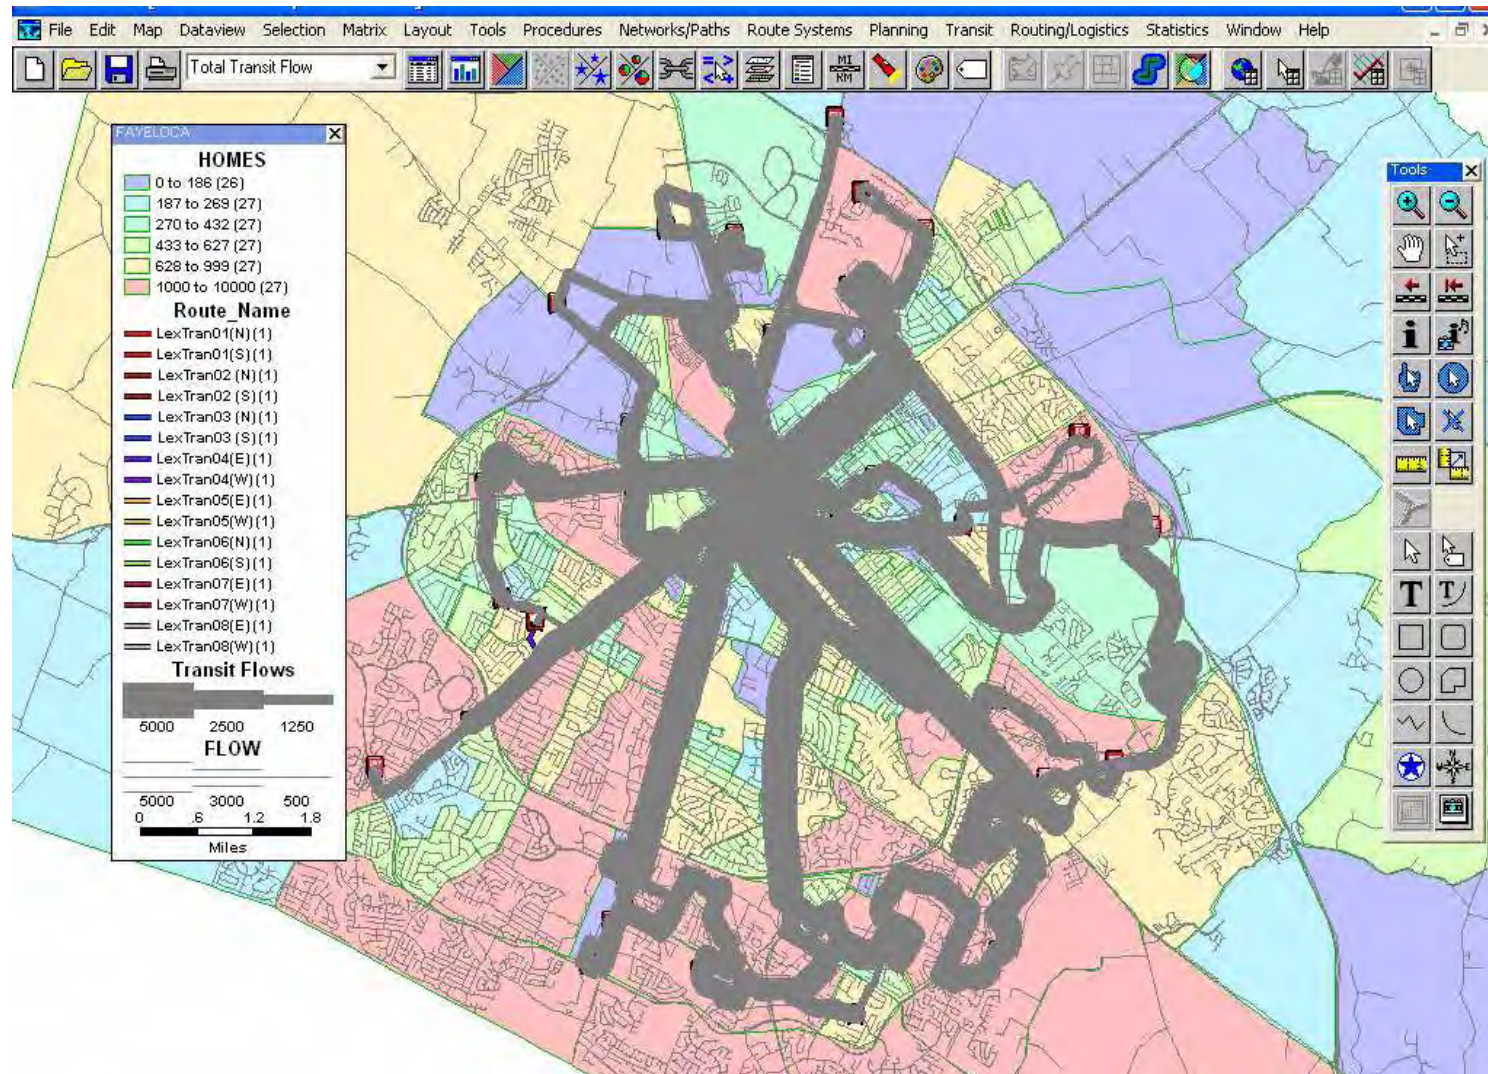 File Edit Map Dataview Selection Matrix Layout Tools Procedures Networks/Paths Route Systems Planning Transit Routing/Logistics Statistics Window Help
Total Transit Flow
MI
KM
FAYELOCA
HOMES
0 to 186 (26)
187 to 269 (27)
270 to 432 (27)
433 to 627 (27)
628 to 999 (27)
1000 to 10000 (27)
Route_Name
LexTran01(N)(1)
LexTran01(S)(1)
LexTran02 (N)(1)
LexTran02 (S)(1)
LexTran03 (N)(1)
LexTran03 (S)(1)
LexTran04(E)(1)
LexTran04(W)(1)
LexTran05(E)(1)
LexTran05(W)(1)
LexTran06(N)(1)
LexTran06(S)(1)
LexTran07(E)(1)
LexTran07(W)(1)
LexTran08(E)(1)
LexTran08(W)(1)
Transit Flows
5000 2500 1250
FLOW
5000 3000 500
0 .6 1.2 1.8
Miles
Tools
T T